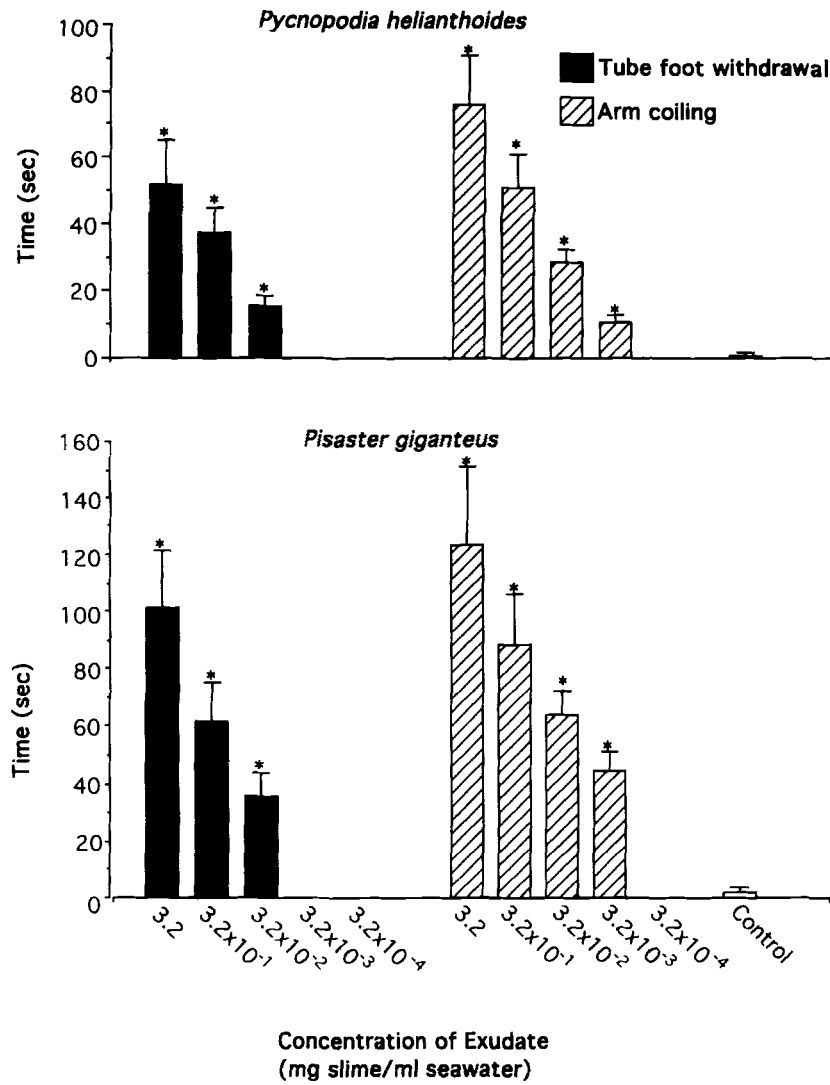 Pycnopodia helianthoides
Tube foot withdrawal
Arm coiling
Time (sec)
100
80
60
40
20
0
*
*
*
*
*
*
*
Pisaster giganteus
Time (sec)
160
140
120
100
80
60
40
20
0
*
*
*
*
*
*
*
3.2
3.2x10⁻¹
3.2x10⁻²
3.2x10⁻³
3.2x10⁻⁴
3.2
3.2x10⁻¹
3.2x10⁻²
3.2x10⁻³
3.2x10⁻⁴
Control
Concentration of Exudate
(mg slime/ml seawater)